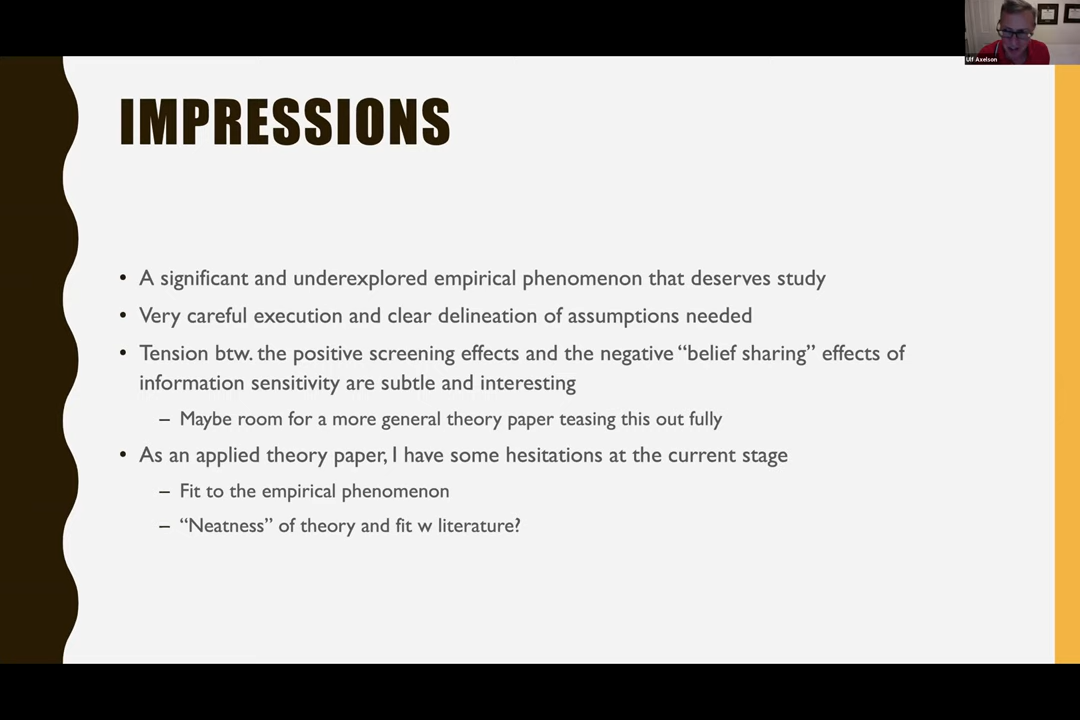 Ulf Axelson
IMPRESSIONS
• A significant and underexplored empirical phenomenon that deserves study
• Very careful execution and clear delineation of assumptions needed
• Tension btw. the positive screening effects and the negative “belief sharing” effects of
information sensitivity are subtle and interesting
– Maybe room for a more general theory paper teasing this out fully
• As an applied theory paper, I have some hesitations at the current stage
– Fit to the empirical phenomenon
– “Neatness” of theory and fit w literature?